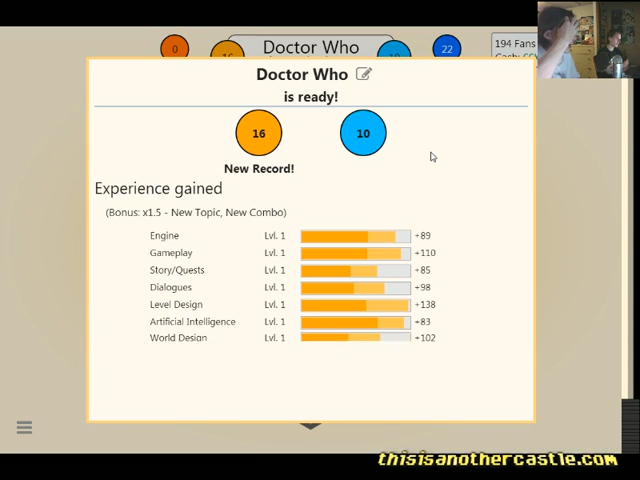 0
Doctor Who
22
194 Fans
16
10
Cash:
Doctor Who
is ready!
16
10
New Record!
Experience gained
(Bonus: x1.5 - New Topic, New Combo)
Engine Lvl. 1 +89
Gameplay Lvl. 1 +110
Story/Quests Lvl. 1 +85
Dialogues Lvl. 1 +98
Level Design Lvl. 1 +138
Artificial Intelligence Lvl. 1 +83
World Design Lvl. 1 +102
thisisanothercastle.com